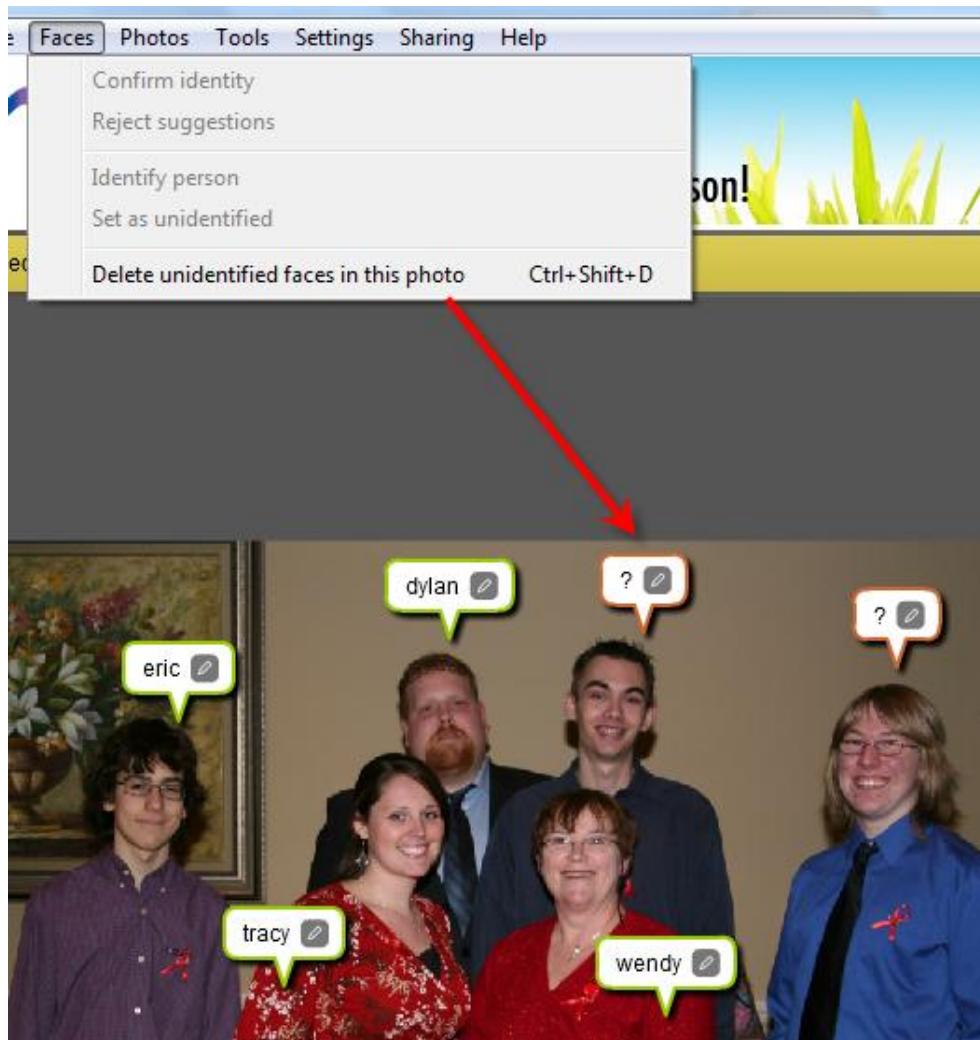 Faces Photos Tools Settings Sharing Help
Confirm identity
Reject suggestions
Identify person
son!
Set as unidentified
Delete unidentified faces in this photo Ctrl+Shift+D
dylan
?
?
eric
tracy
wendy